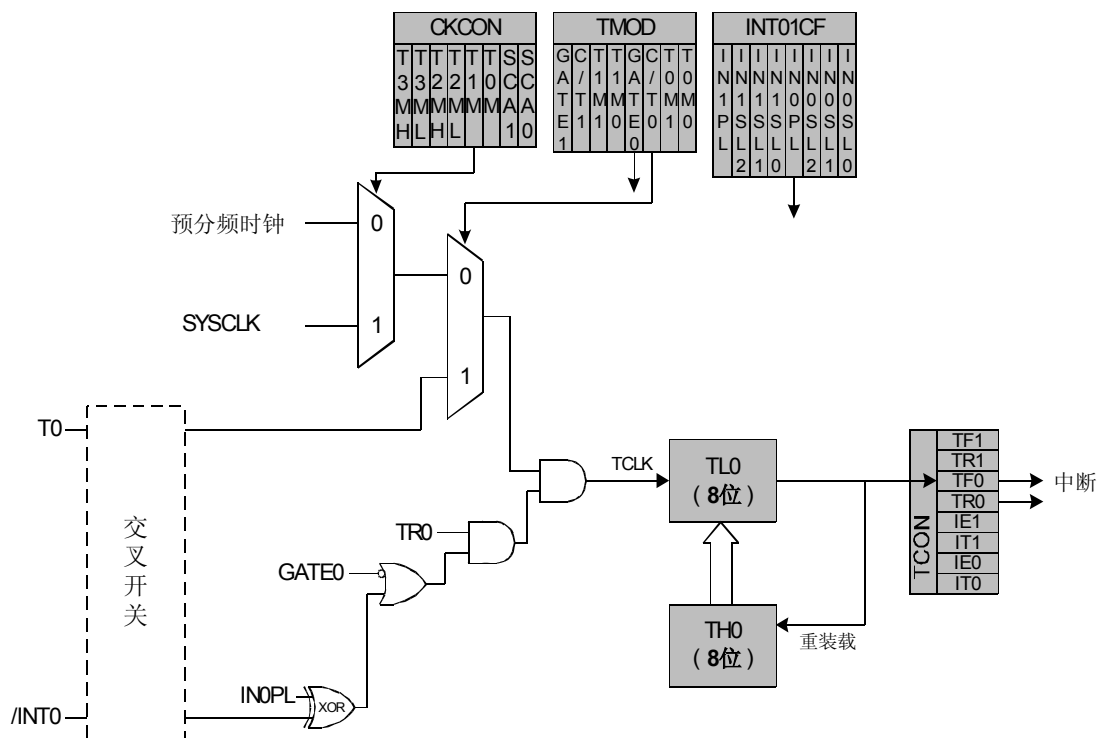 CKCON
T3MH
T3ML
T2MH
T2ML
T1M
T0M
SCA1
SCA0
TMOD
GATE1
C/T1
T1M1
T1M0
GATE0
C/T0
T0M1
T0M0
INT01CF
IN1PL
IN1SL2
IN1SL1
IN1SL0
IN0PL
IN0SL2
IN0SL1
IN0SL0
预分频时钟
0
SYSCLK
1
0
1
T0
交叉开关
/INT0
TR0
GATE0
IN0PL
XOR
TCLK
TL0
(8位)
TH0
(8位)
重装载
TCON
TF1
TR1
TF0
TR0
IE1
IT1
IE0
IT0
中断